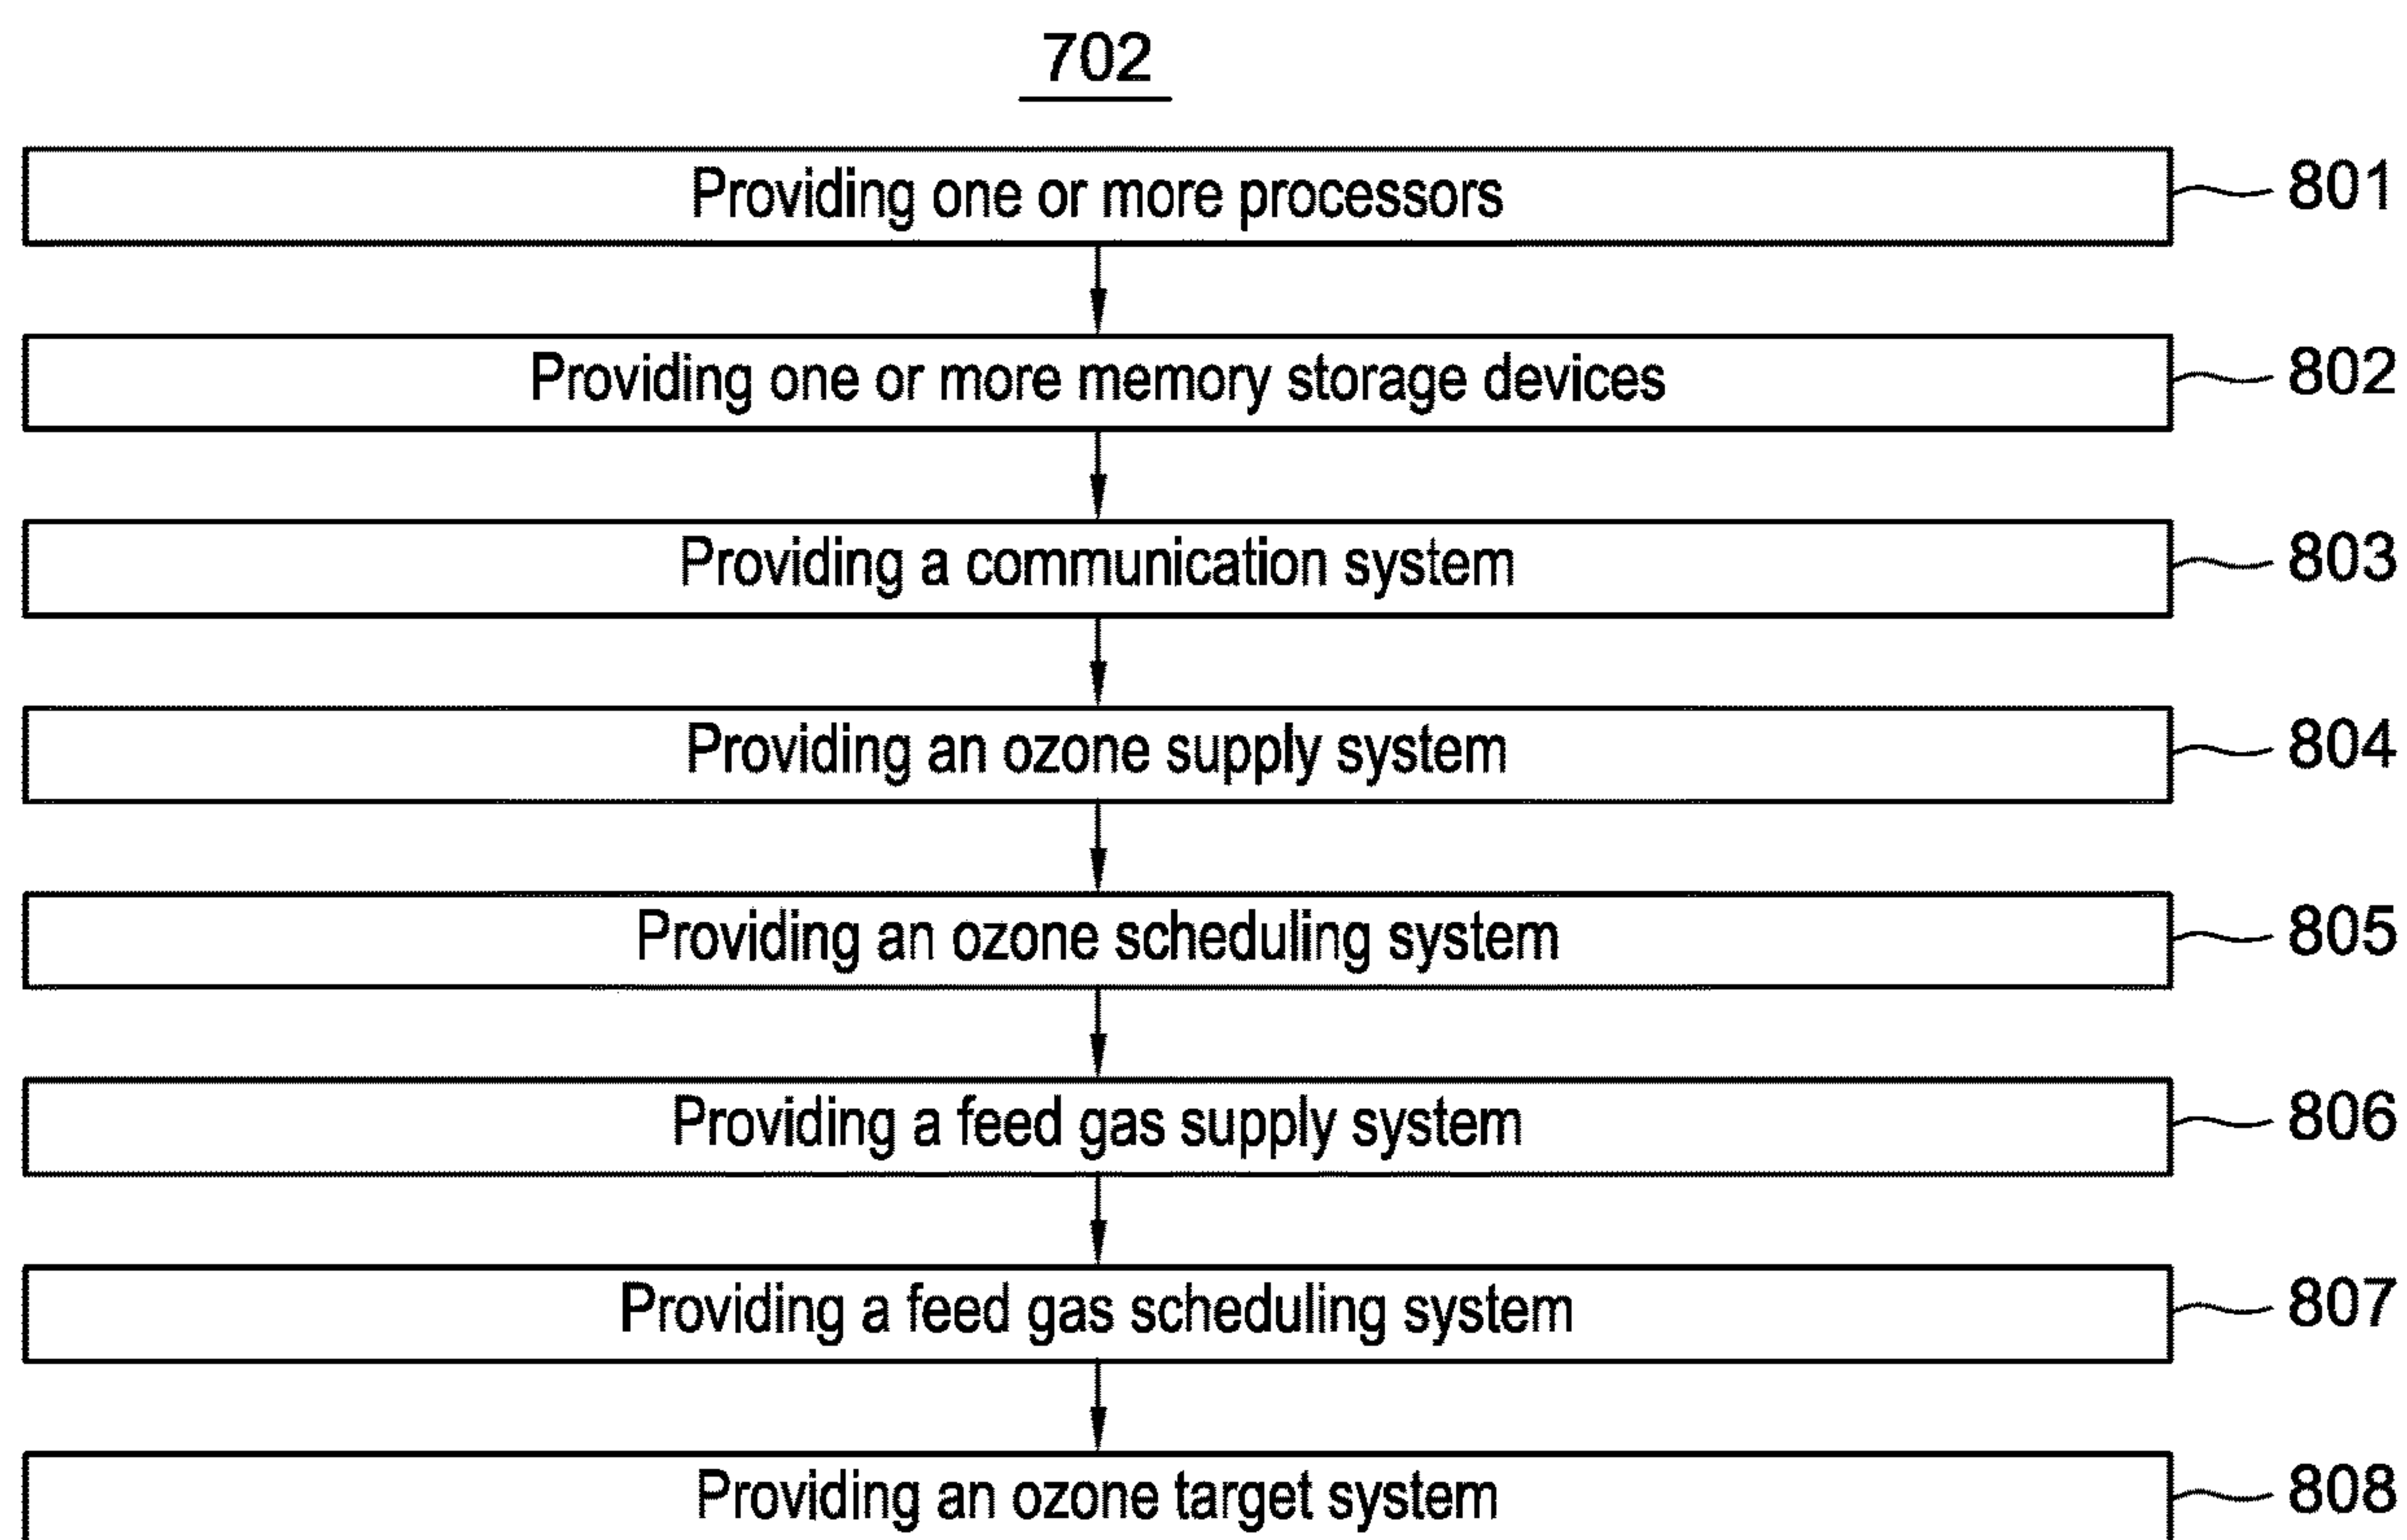 702
Providing one or more processors 801
Providing one or more memory storage devices 802
Providing a communication system 803
Providing an ozone supply system 804
Providing an ozone scheduling system 805
Providing a feed gas supply system 806
Providing a feed gas scheduling system 807
Providing an ozone target system 808